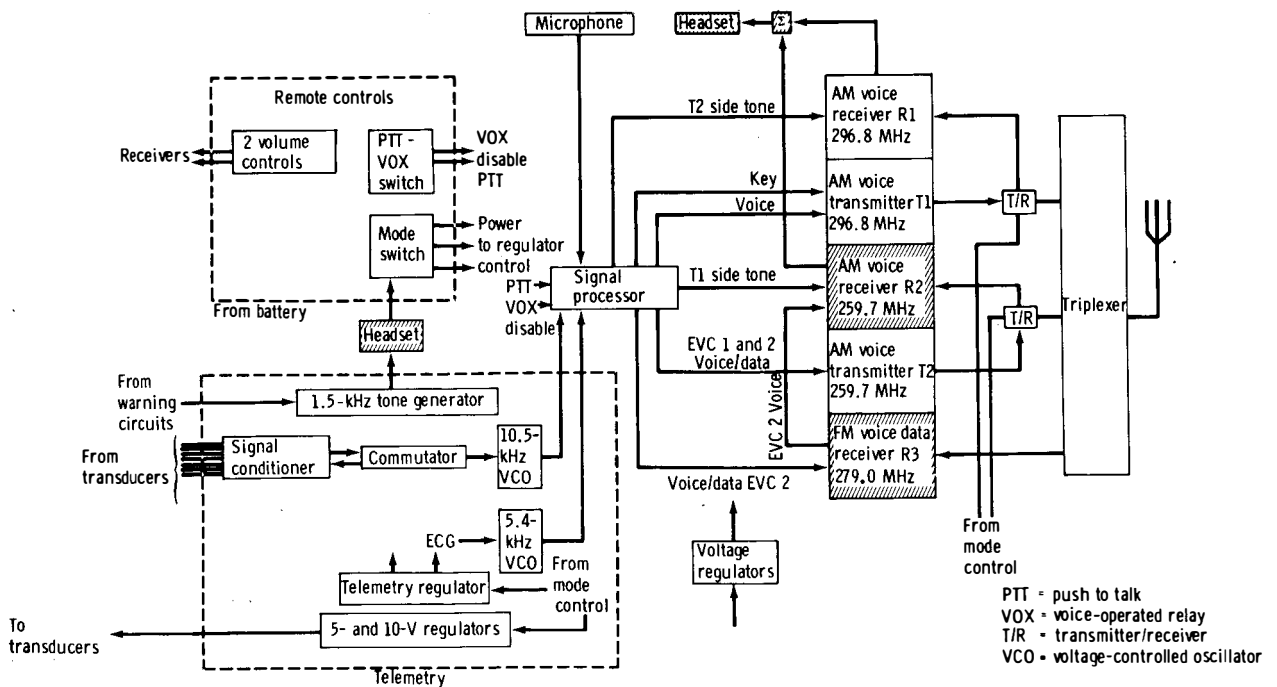 Microphone
Headset
Σ
Remote controls
Receivers
2 volume controls
PTT -
VOX
switch
VOX
disable
PTT
Mode
switch
Power
to regulator
control
From battery
Headset
PTT
VOX
disable
Signal
processor
T2 side tone
Key
Voice
T1 side tone
EVC 1 and 2
Voice/data
EVC 2 Voice
Voice/data EVC 2
AM voice
receiver R1
296.8 MHz
AM voice
transmitter T1
296.8 MHz
AM voice
receiver R2
259.7 MHz
AM voice
transmitter T2
259.7 MHz
FM voice data
receiver R3
279.0 MHz
T/R
T/R
Triplexer
From
mode
control
From
warning
circuits
1.5-kHz tone generator
From
transducers
Signal
conditioner
Commutator
10.5-
kHz
VCO
ECG
5.4-
kHz
VCO
Telemetry regulator
From
mode
control
5- and 10-V regulators
To
transducers
Telemetry
Voltage
regulators
PTT = push to talk
VOX = voice-operated relay
T/R = transmitter/receiver
VCO = voltage-controlled oscillator